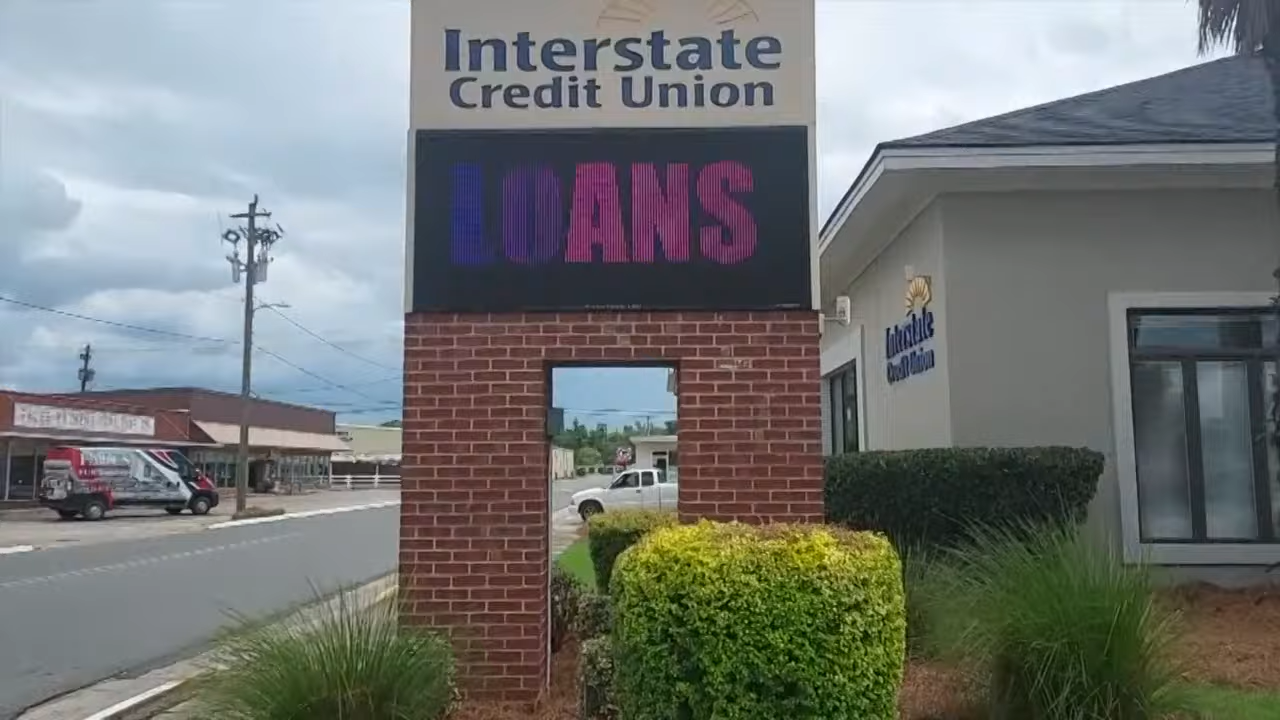 Interstate
Credit Union
LOANS
Interstate
Credit Union